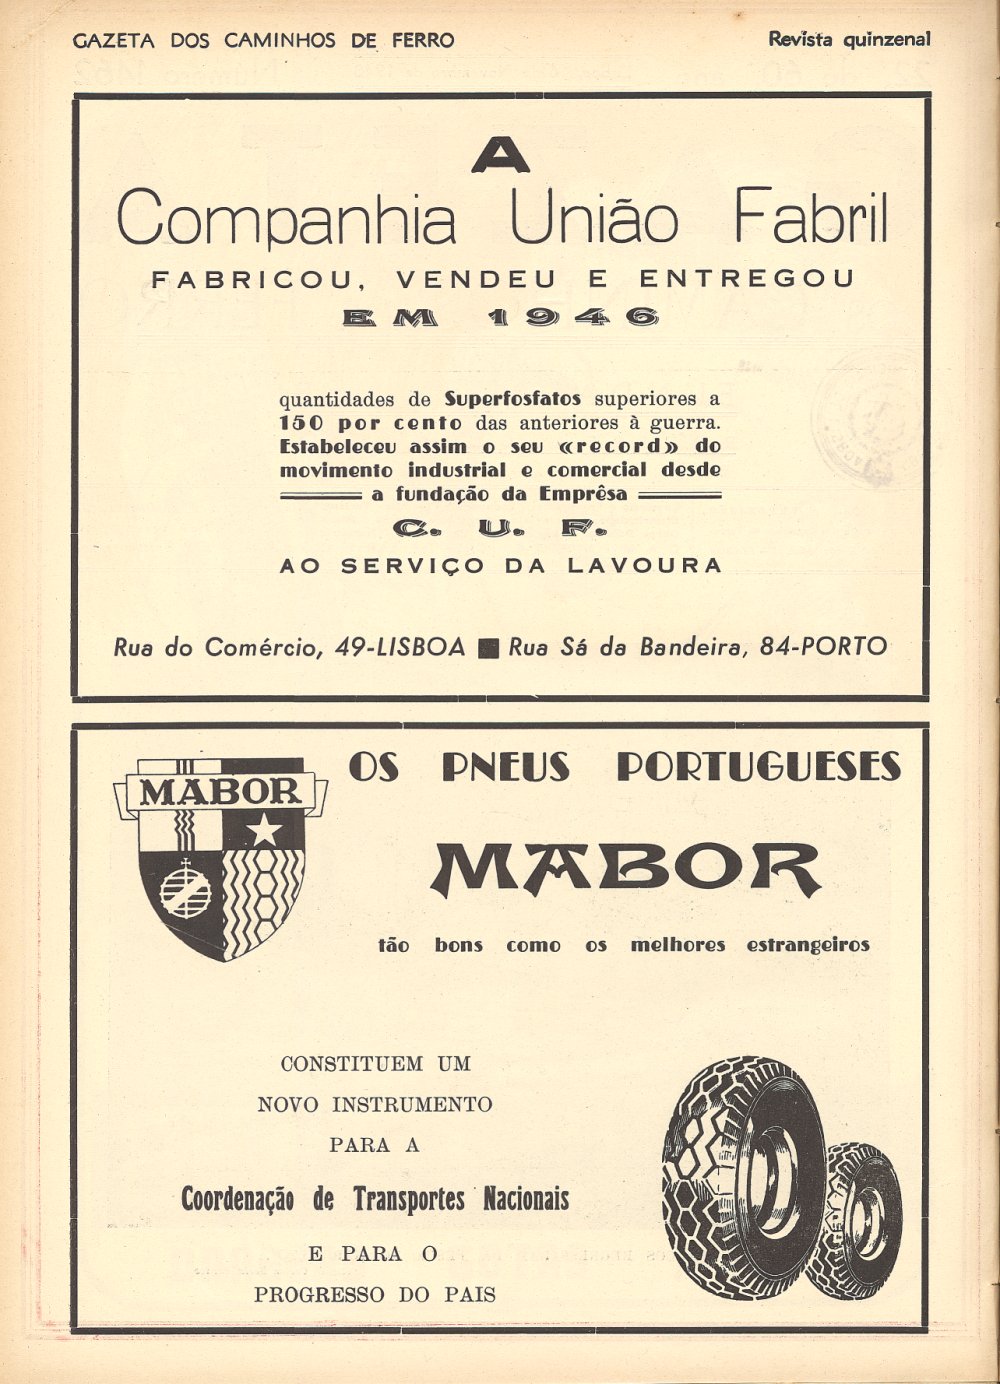 GAZETA DOS CAMINHOS DE FERRO
Revista quinzenal
A
Companhia União Fabril
FABRICOU, VENDEU E ENTREGOU
EM 1946
quantidades de Superfosfatos superiores a
150 por cento das anteriores à guerra.
Estabeleceu assim o seu «record» do
movimento industrial e comercial desde
a fundação da Emprêsa
C. U. F.
AO SERVIÇO DA LAVOURA
Rua do Comércio, 49-LISBOA ■ Rua Sá da Bandeira, 84-PORTO
MABOR
OS PNEUS PORTUGUESES
MABOR
tão bons como os melhores estrangeiros
CONSTITUEM UM
NOVO INSTRUMENTO
PARA A
Coordenação de Transportes Nacionais
E PARA O
PROGRESSO DO PAIS